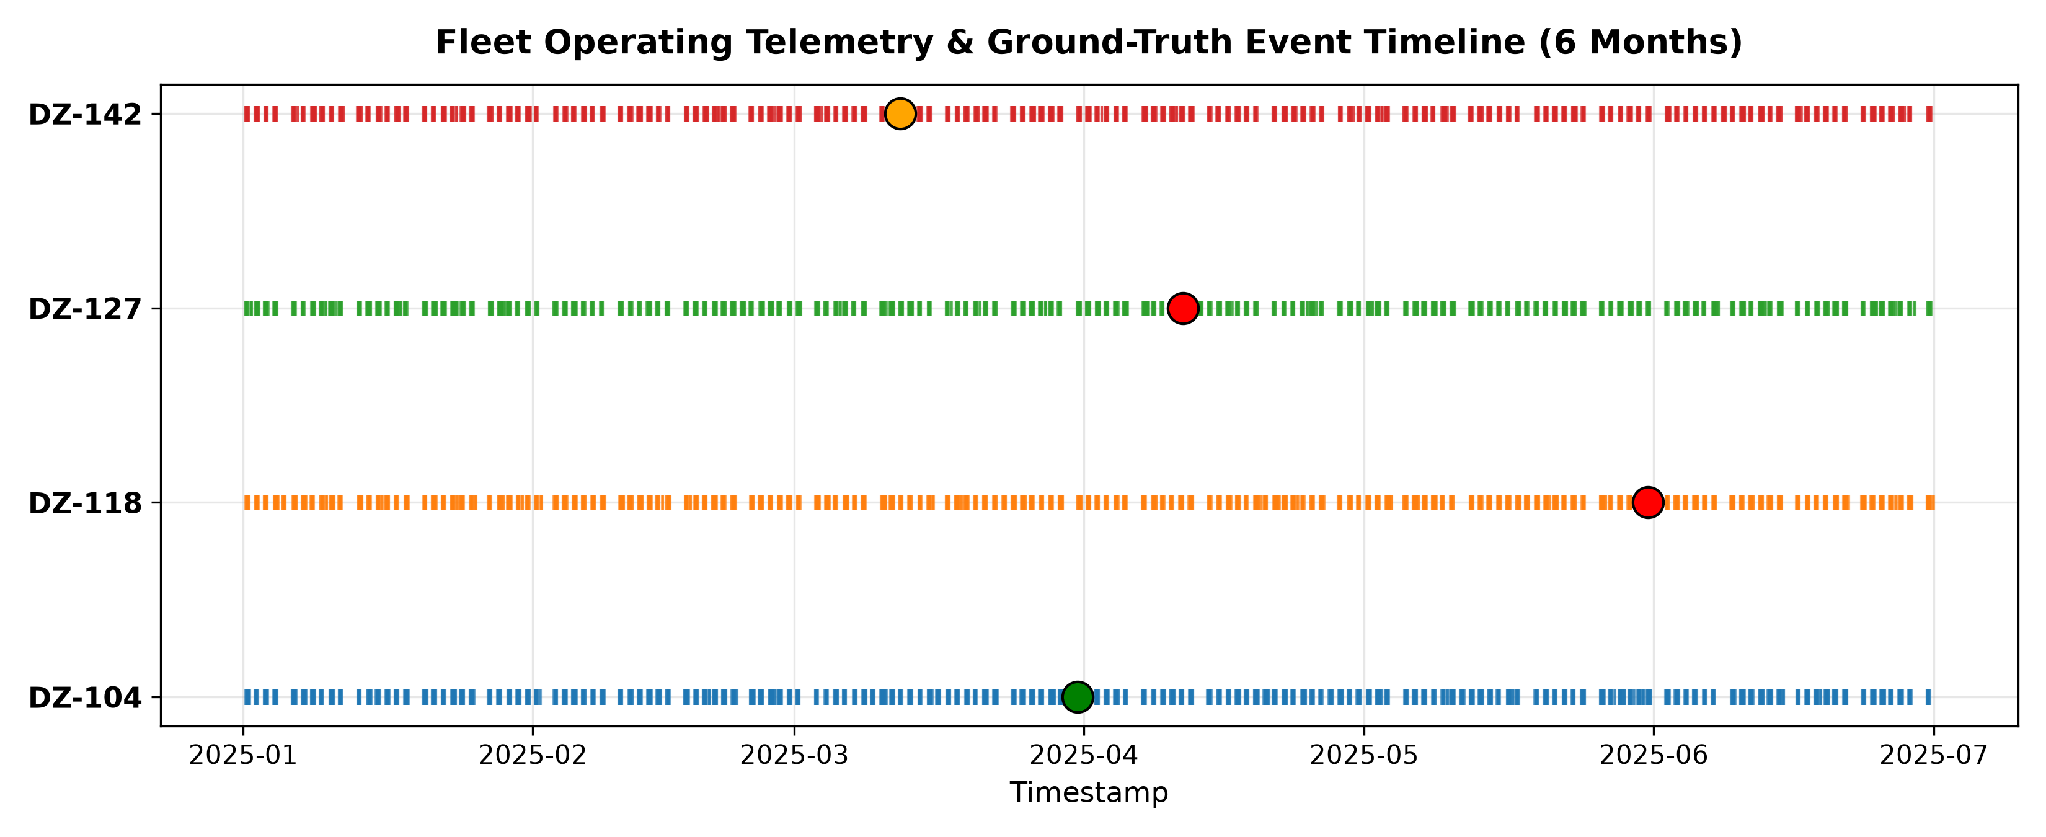 Fleet Operating Telemetry & Ground-Truth Event Timeline (6 Months)
DZ-142
DZ-127
DZ-118
DZ-104
2025-01 2025-02 2025-03 2025-04 2025-05 2025-06 2025-07
Timestamp